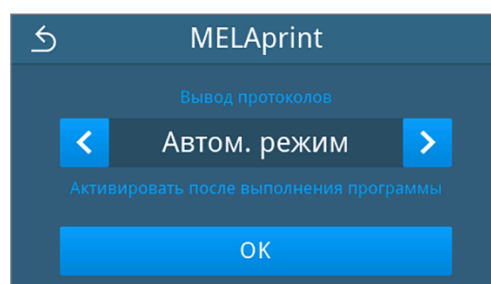 MELAprint
Вывод протоколов
Автом. режим
Активировать после выполнения программы
OK